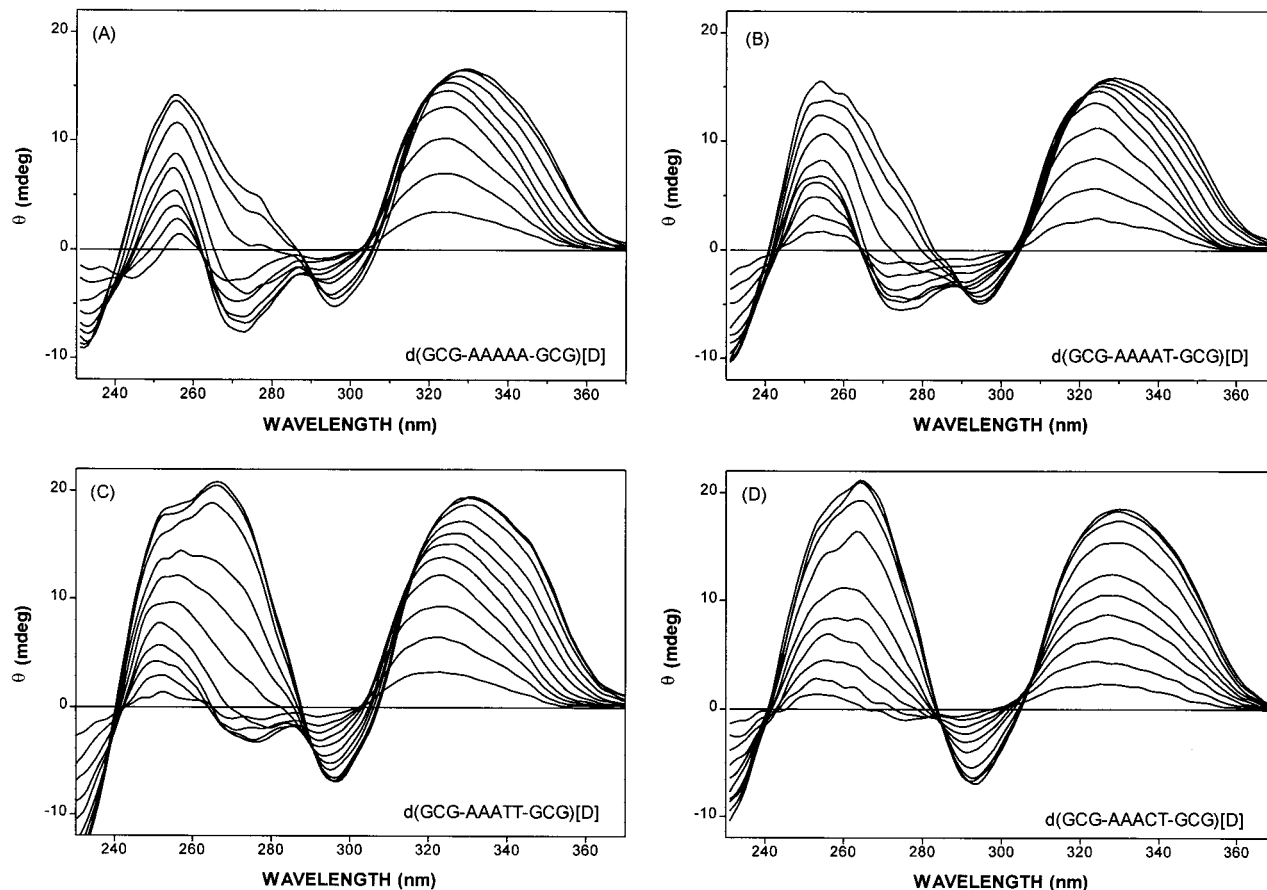 (A)
20
10
0
-10
θ (mdeg)
d(GCG-AAAAA-GCG)[D]
240 260 280 300 320 340 360
WAVELENGTH (nm)
(B)
20
10
0
-10
θ (mdeg)
d(GCG-AAAAT-GCG)[D]
240 260 280 300 320 340 360
WAVELENGTH (nm)
(C)
20
10
0
-10
θ (mdeg)
d(GCG-AAATT-GCG)[D]
240 260 280 300 320 340 360
WAVELENGTH (nm)
(D)
20
10
0
-10
θ (mdeg)
d(GCG-AAACT-GCG)[D]
240 260 280 300 320 340 360
WAVELENGTH (nm)